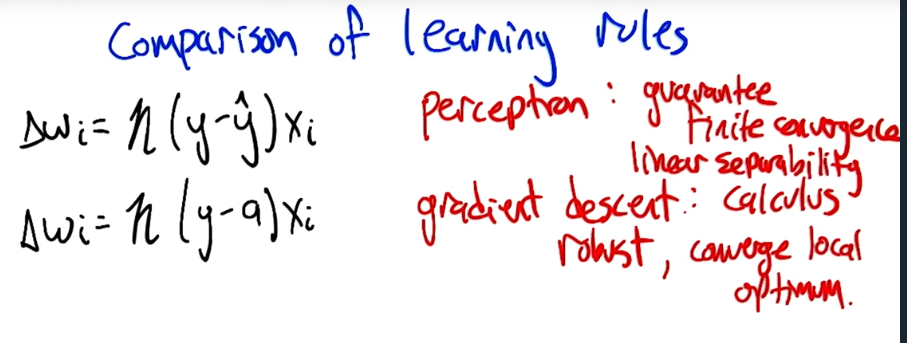 Comparison of learning rules
Δwi = η (y-ŷ)xi
perceptron : guarantee
finite convergence
linear separability
Δwi = η (y-a)xi
gradient descent : calculus
robust, converge local
optimum.